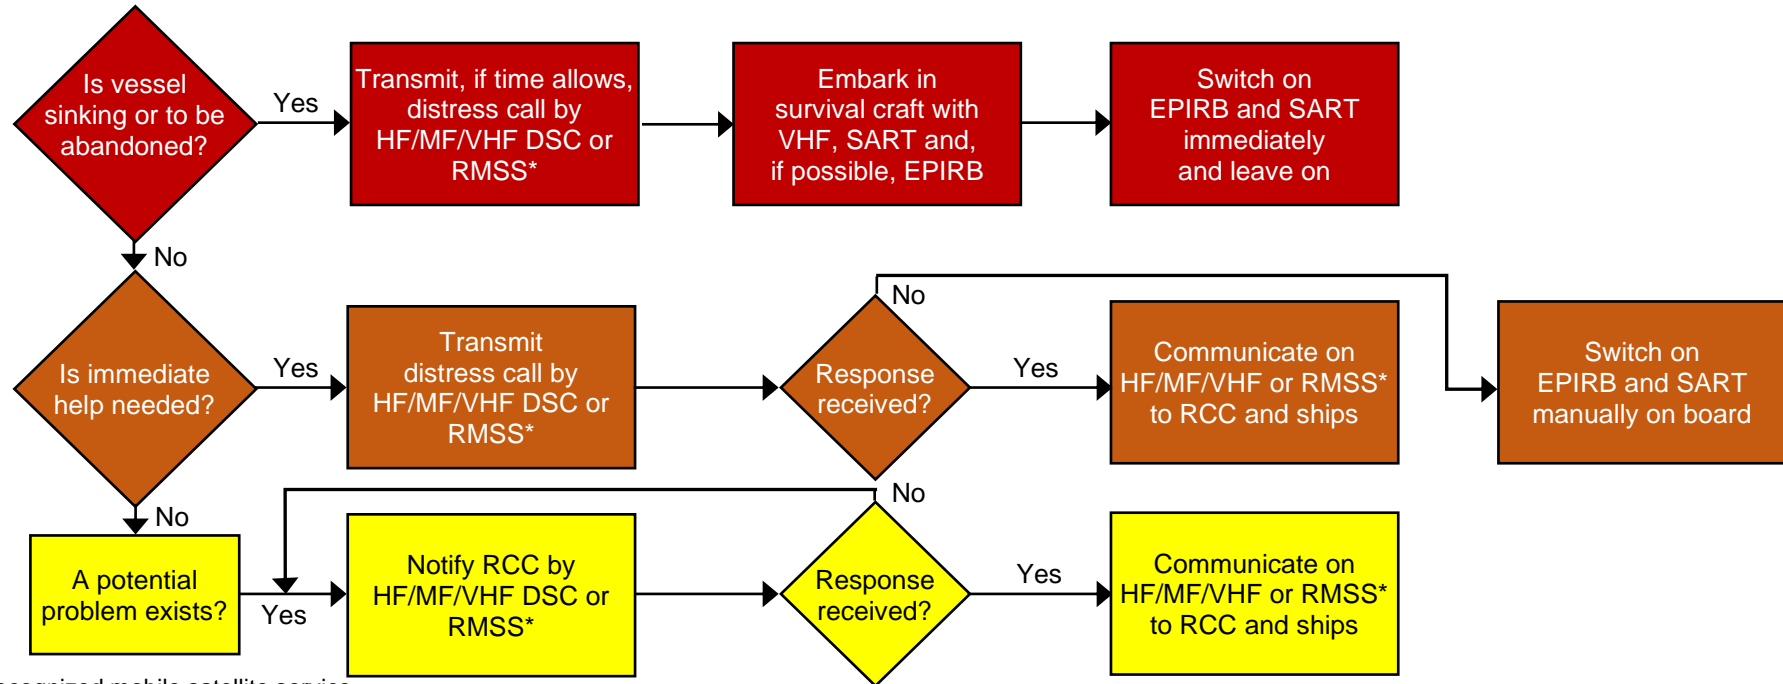 Is vessel
sinking or to be
abandoned?
Yes
Transmit, if time allows,
distress call by
HF/MF/VHF DSC or
RMSS*
Embark in
survival craft with
VHF, SART and,
if possible, EPIRB
Switch on
EPIRB and SART
immediately
and leave on
No
Is immediate
help needed?
Yes
Transmit
distress call by
HF/MF/VHF DSC or
RMSS*
Response
received?
No
Yes
Communicate on
HF/MF/VHF or RMSS*
to RCC and ships
Switch on
EPIRB and SART
manually on board
No
A potential
problem exists?
Yes
Notify RCC by
HF/MF/VHF DSC or
RMSS*
Response
received?
No
Yes
Communicate on
HF/MF/VHF or RMSS*
to RCC and ships
mobile satellite service